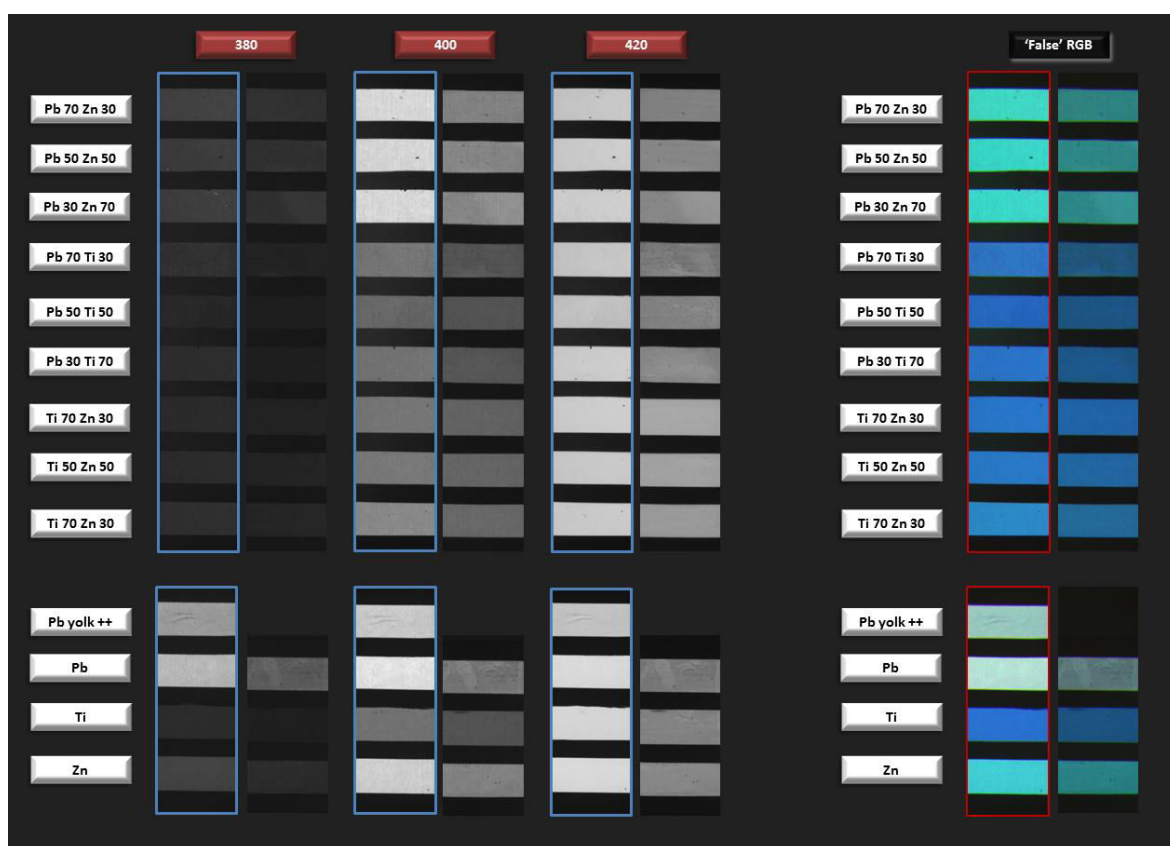 380 400 420 'False' RGB
Pb 70 Zn 30 Pb 70 Zn 30
Pb 50 Zn 50 Pb 50 Zn 50
Pb 30 Zn 70 Pb 30 Zn 70
Pb 70 Ti 30 Pb 70 Ti 30
Pb 50 Ti 50 Pb 50 Ti 50
Pb 30 Ti 70 Pb 30 Ti 70
Ti 70 Zn 30 Ti 70 Zn 30
Ti 50 Zn 50 Ti 50 Zn 50
Ti 70 Zn 30 Ti 70 Zn 30
Pb yolk ++ Pb yolk ++
Pb Pb
Ti Ti
Zn Zn